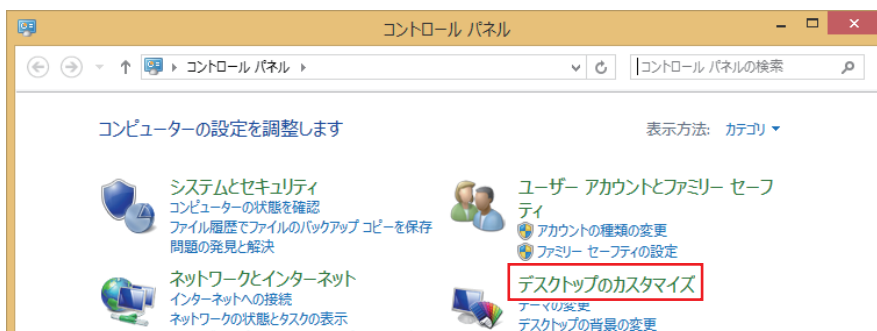 コントロール パネル
コントロール パネル
コントロール パネルの検索
コンピューターの設定を調整します
表示方法: カテゴリ
システムとセキュリティ
コンピューターの状態を確認
ファイル履歴でファイルのバックアップ コピーを保存
問題の発見と解決
ユーザー アカウントとファミリー セーフ
ティ
アカウントの種類の変更
ファミリー セーフティの設定
ネットワークとインターネット
インターネットへの接続
ネットワークの状態とタスクの表示
デスクトップのカスタマイズ
テーマの変更
デスクトップの背景の変更